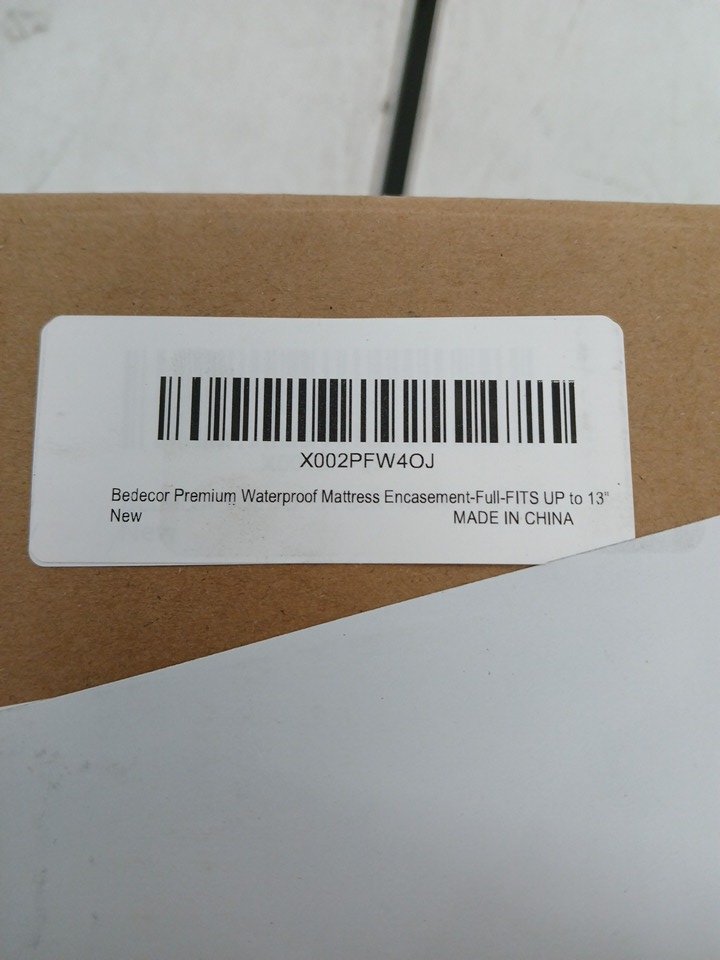 X002PFW4OJ
Bedecor Premium Waterproof Mattress Encasement-Full-FITS UP to 13"
New MADE IN CHINA